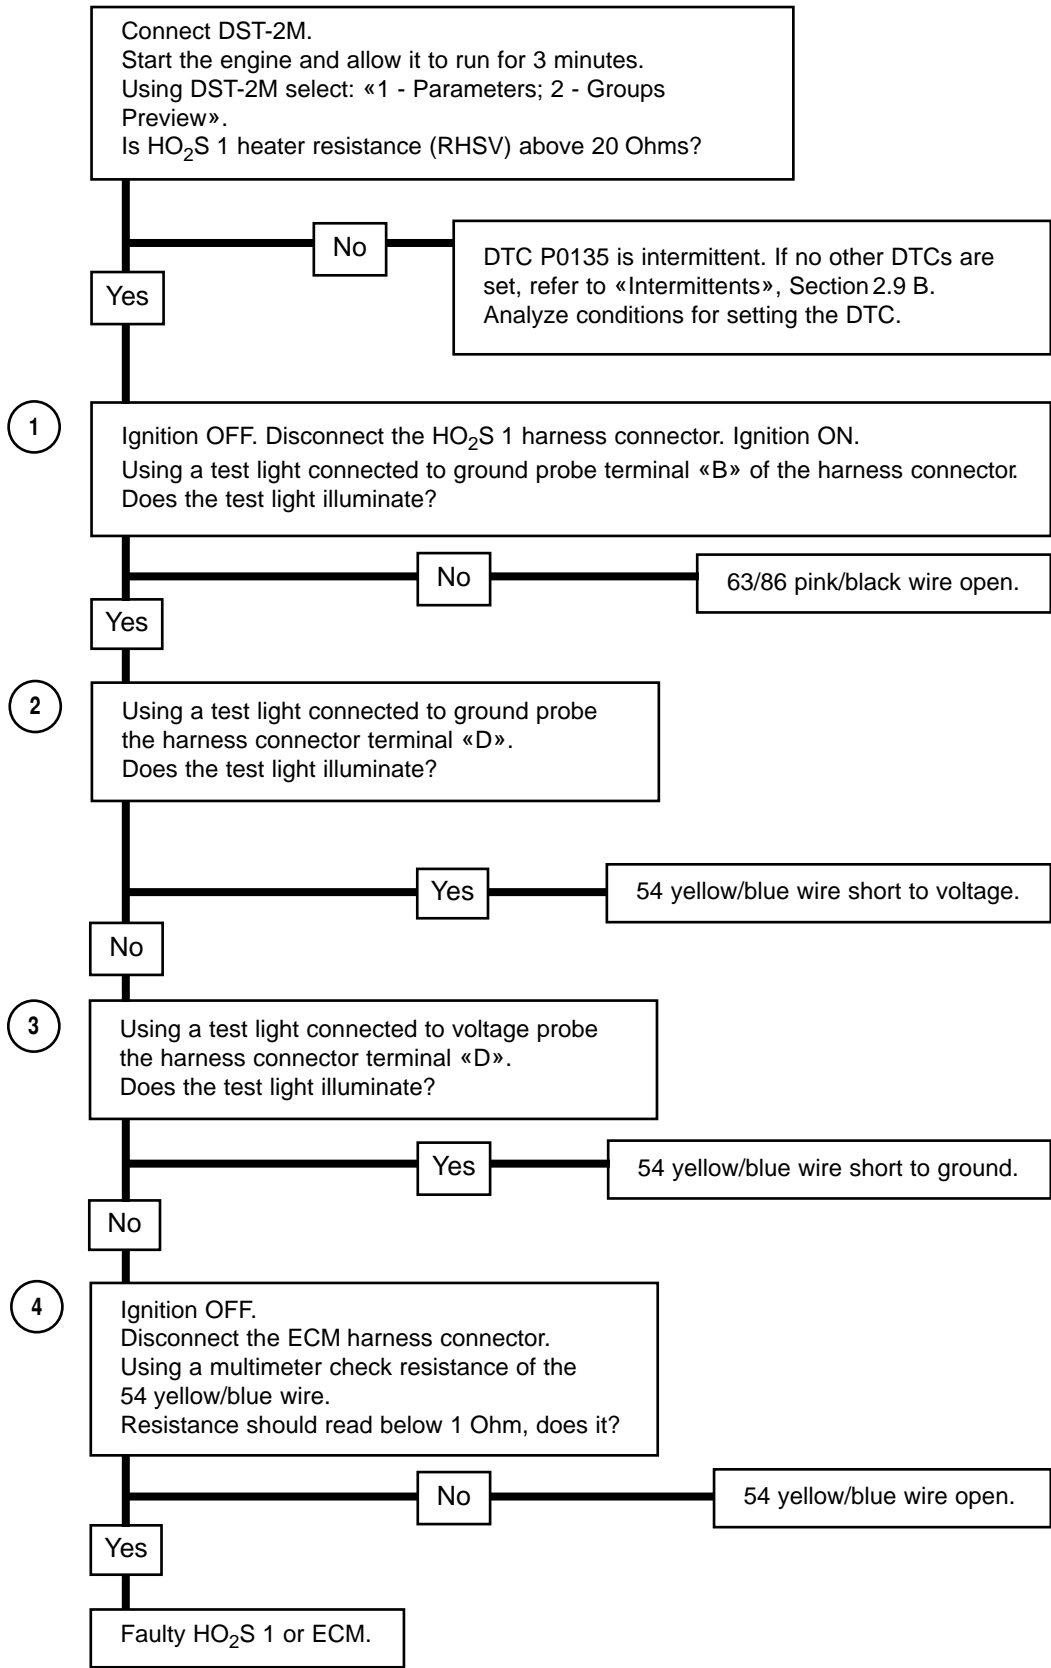 Connect DST-2M.
Start the engine and allow it to run for 3 minutes.
Using DST-2M select: «1 - Parameters; 2 - Groups
Preview».
Is HO₂S 1 heater resistance (RHSV) above 20 Ohms?
No
DTC P0135 is intermittent. If no other DTCs are
set, refer to «Intermittents», Section 2.9 B.
Analyze conditions for setting the DTC.
Yes
1
Ignition OFF. Disconnect the HO₂S 1 harness connector. Ignition ON.
Using a test light connected to ground probe terminal «B» of the harness connector.
Does the test light illuminate?
No
63/86 pink/black wire open.
Yes
2
Using a test light connected to ground probe
the harness connector terminal «D».
Does the test light illuminate?
Yes
54 yellow/blue wire short to voltage.
No
3
Using a test light connected to voltage probe
the harness connector terminal «D».
Does the test light illuminate?
Yes
54 yellow/blue wire short to ground.
No
4
Ignition OFF.
Disconnect the ECM harness connector.
Using a multimeter check resistance of the
54 yellow/blue wire.
Resistance should read below 1 Ohm, does it?
No
54 yellow/blue wire open.
Yes
Faulty HO₂S 1 or ECM.